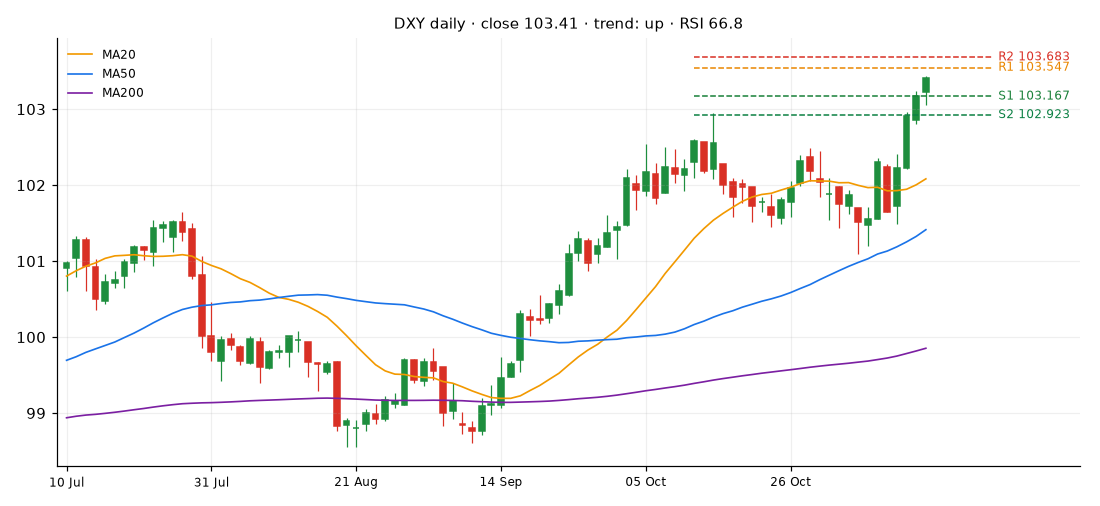 DXY daily · close 103.41 · trend: up · RSI 66.8
MA20
MA50
MA200
R2 103.683
R1 103.547
S1 103.167
S2 102.923
103
102
101
100
99
10 Jul
31 Jul
21 Aug
14 Sep
05 Oct
26 Oct